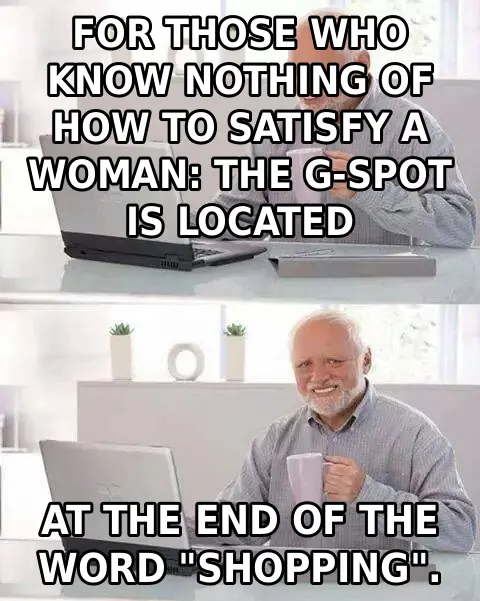 FOR THOSE WHO
KNOW NOTHING OF
HOW TO SATISFY A
WOMAN: THE G-SPOT
IS LOCATED
AT THE END OF THE
WORD "SHOPPING".